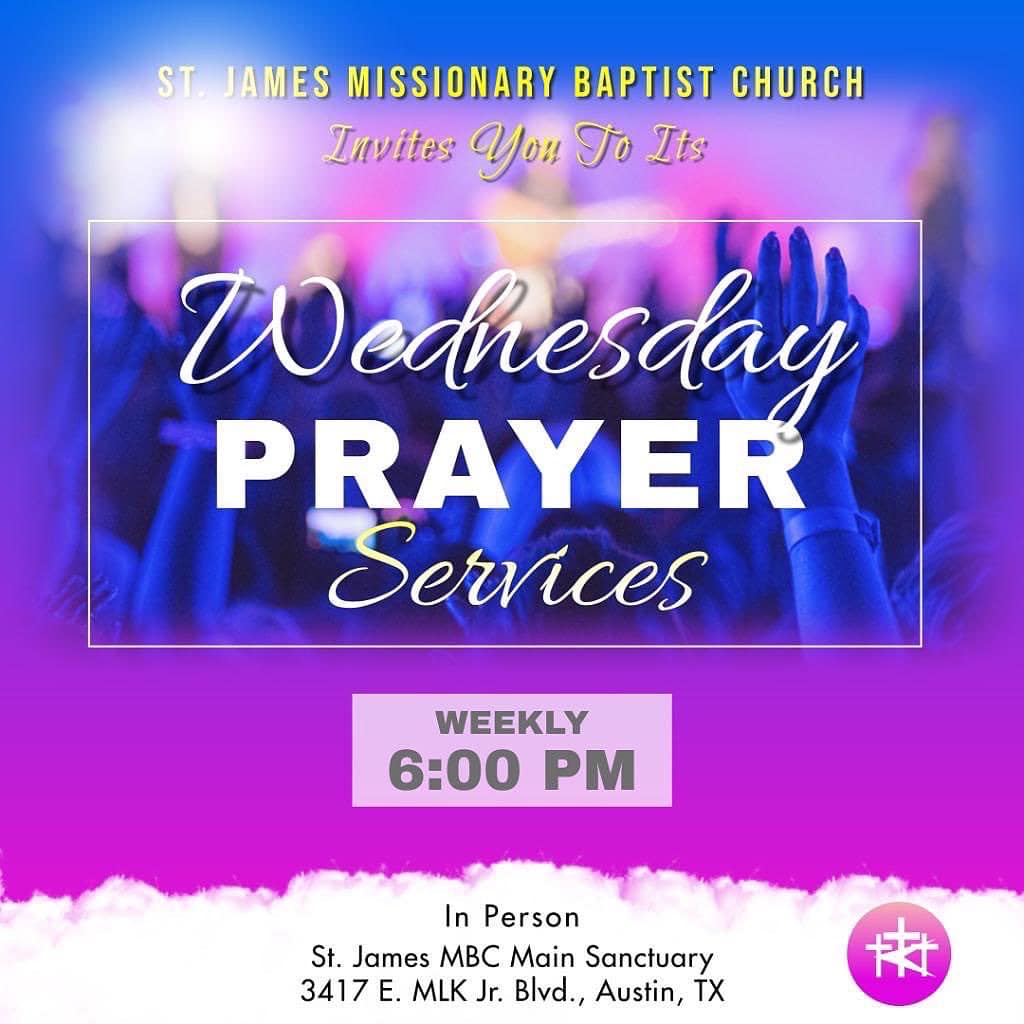 ST. JAMES MISSIONARY BAPTIST CHURCH
Invites You To Its
Wednesday
PRAYER
Services
WEEKLY
6:00 PM
In Person
St. James MBC Main Sanctuary
3417 E. MLK Jr. Blvd., Austin, TX